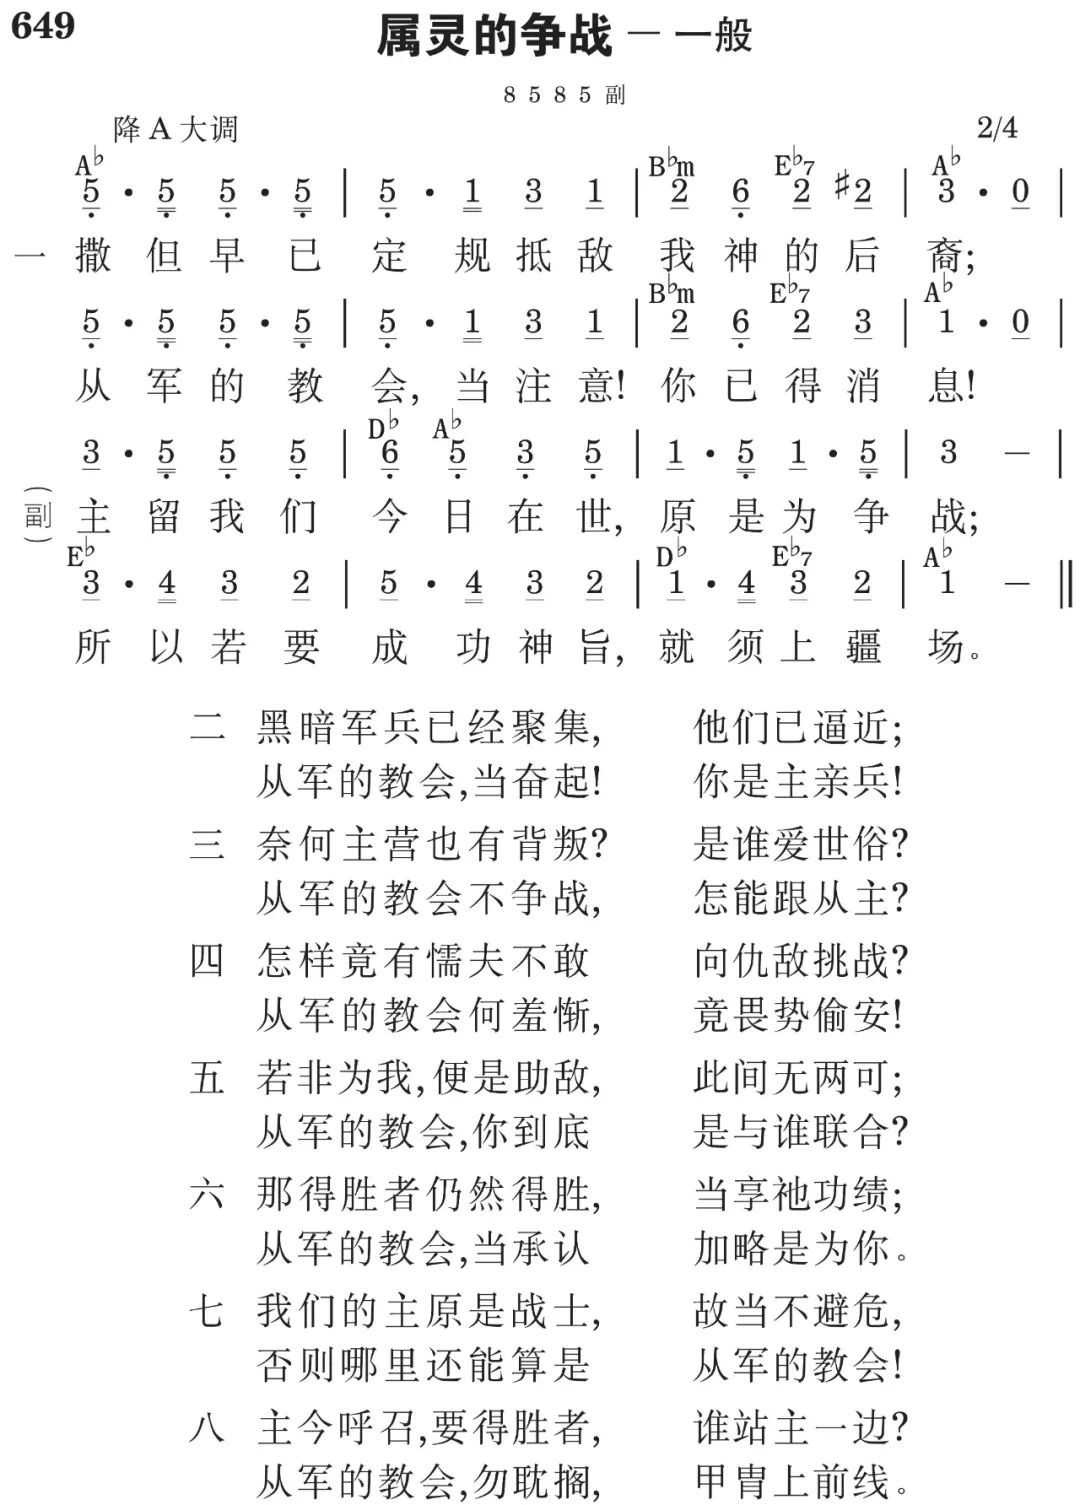 649
属灵的争战 — 一般
8 5 8 5 副
降 A 大调 2/4
A♭ B♭m E♭7 A♭
5 · 5 5 · 5 | 5 · 1 3 1 | 2 6 2 ♯2 | 3 · 0 |
一 撒但早已定规抵敌我神的后裔;
B♭m E♭7 A♭
5 · 5 5 · 5 | 5 · 1 3 1 | 2 6 2 3 | 1 · 0 |
从军的教会,当注意!你已得消息!
D♭ A♭
3 · 5 5 5 | 6 5 3 5 | 1 · 5 1 · 5 | 3 — |
(副) 主留我们今日在世,原是为争战;
E♭ D♭ E♭7 A♭
3 · 4 3 2 | 5 · 4 3 2 | 1 · 4 3 2 | 1 — ‖
所以若要成功神旨,就须上疆场。
二 黑暗军兵已经聚集, 他们已逼近;
从军的教会,当奋起! 你是主亲兵!
三 奈何主营也有背叛? 是谁爱世俗?
从军的教会不争战, 怎能跟从主?
四 怎样竟有懦夫不敢 向仇敌挑战?
从军的教会何羞惭, 竟畏势偷安!
五 若非为我,便是助敌, 此间无两可;
从军的教会,你到底 是与谁联合?
六 那得胜者仍然得胜, 当享祂功绩;
从军的教会,当承认 加略是为你。
七 我们的主原是战士, 故当不避危,
否则哪里还能算是 从军的教会!
八 主今呼召,要得胜者, 谁站主一边?
从军的教会,勿耽搁, 甲胄上前线。